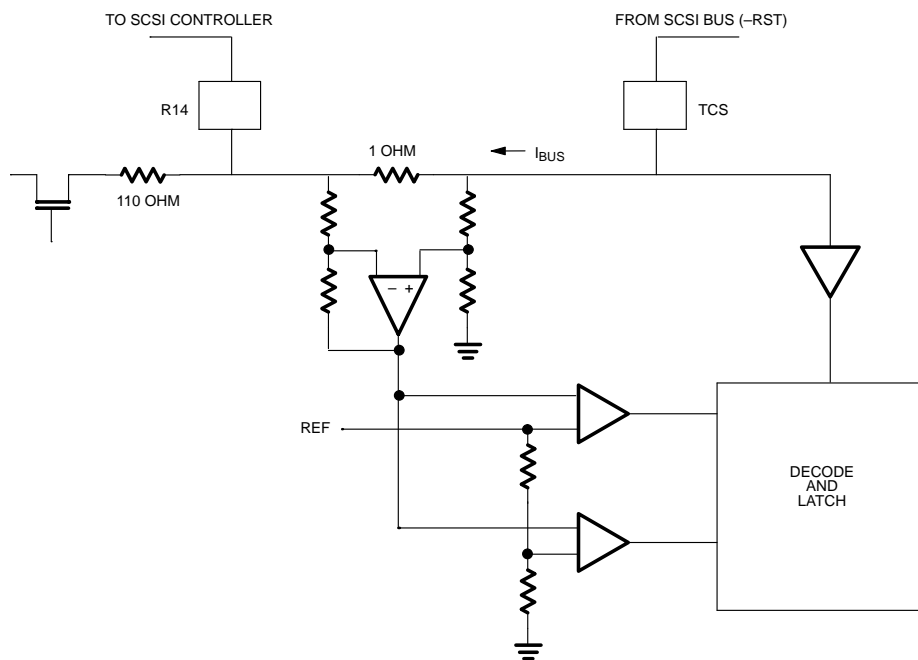 TO SCSI CONTROLLER
FROM SCSI BUS (–RST)
R14
TCS
1 OHM
IBUS
110 OHM
– +
REF
DECODE
AND
LATCH